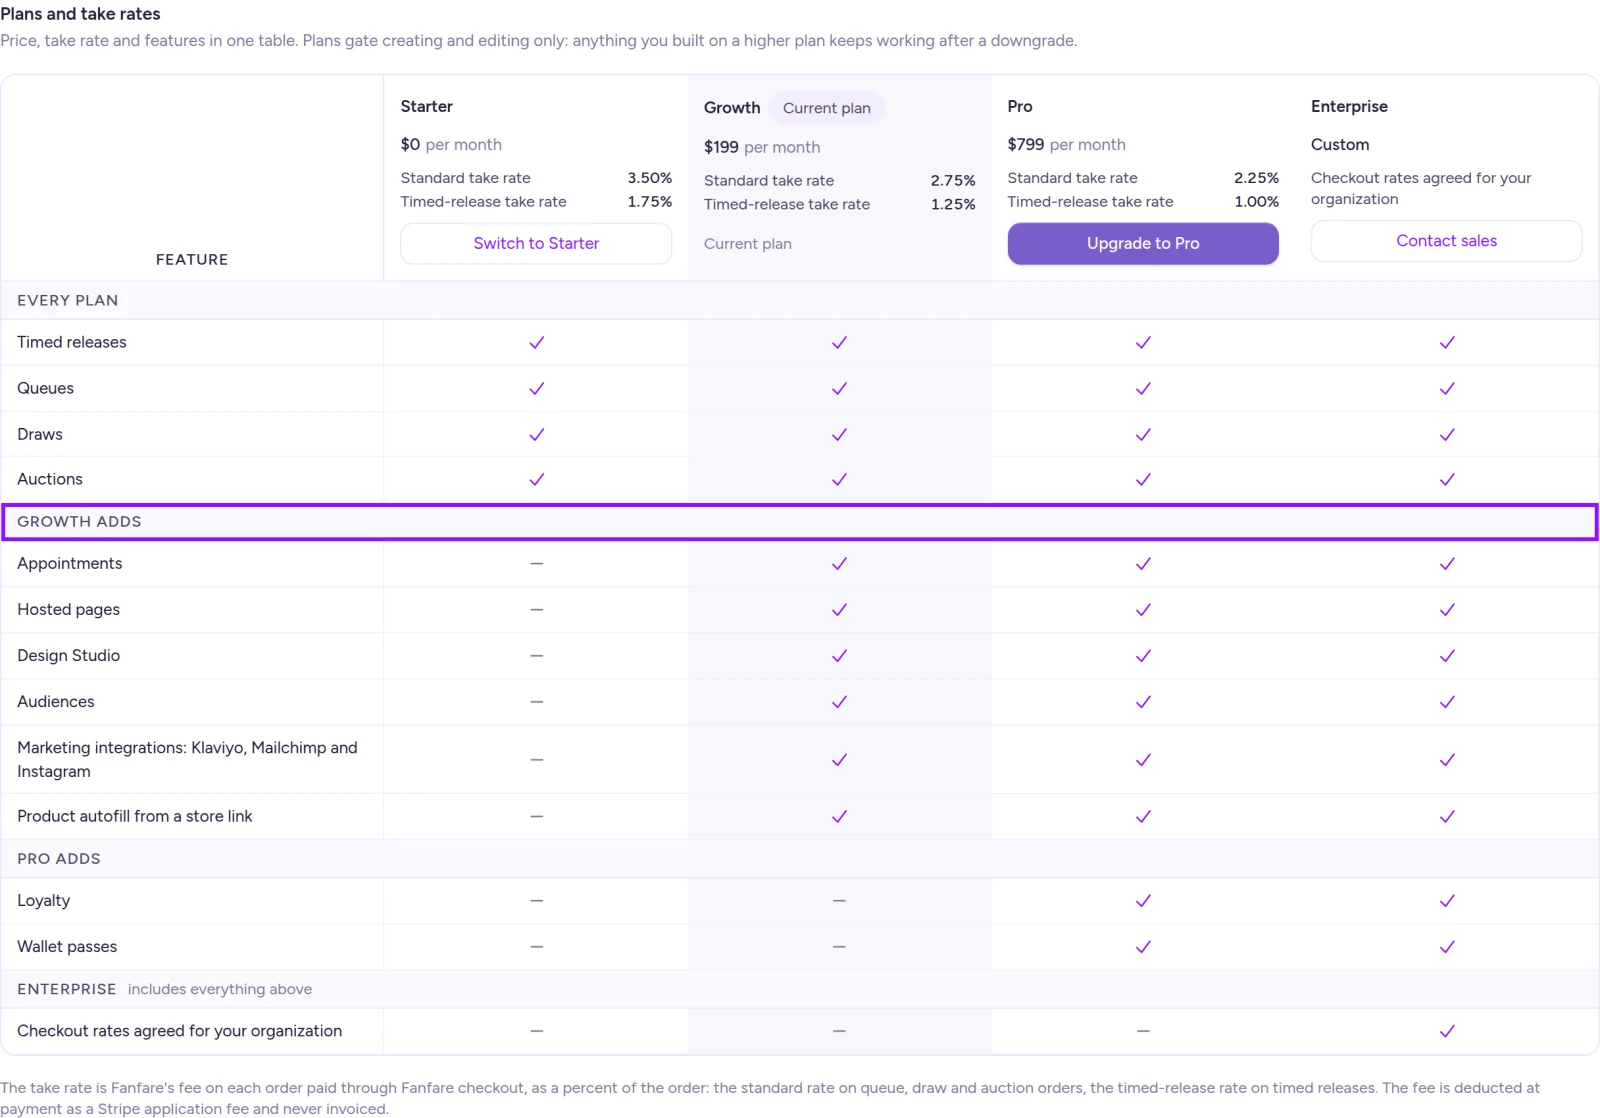 Plans and take rates
Price, take rate and features in one table. Plans gate creating and editing only: anything you built on a higher plan keeps working after a downgrade.
FEATURE
Starter
$0 per month
Standard take rate 3.50%
Timed-release take rate 1.75%
Switch to Starter
Growth Current plan
$199 per month
Standard take rate 2.75%
Timed-release take rate 1.25%
Current plan
Pro
$799 per month
Standard take rate 2.25%
Timed-release take rate 1.00%
Upgrade to Pro
Enterprise
Custom
Checkout rates agreed for your
organization
Contact sales
EVERY PLAN
Timed releases
Queues
Draws
Auctions
GROWTH ADDS
Appointments
Hosted pages
Design Studio
Audiences
Marketing integrations: Klaviyo, Mailchimp and
Instagram
Product autofill from a store link
PRO ADDS
Loyalty
Wallet passes
ENTERPRISE includes everything above
Checkout rates agreed for your organization
The take rate is Fanfare's fee on each order paid through Fanfare checkout, as a percent of the order: the standard rate on queue, draw and auction orders, the timed-release rate on timed releases. The fee is deducted at
payment as a Stripe application fee and never invoiced.